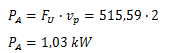 P_A = F_U · v_p = 515,59 · 2
P_A = 1,03 kW